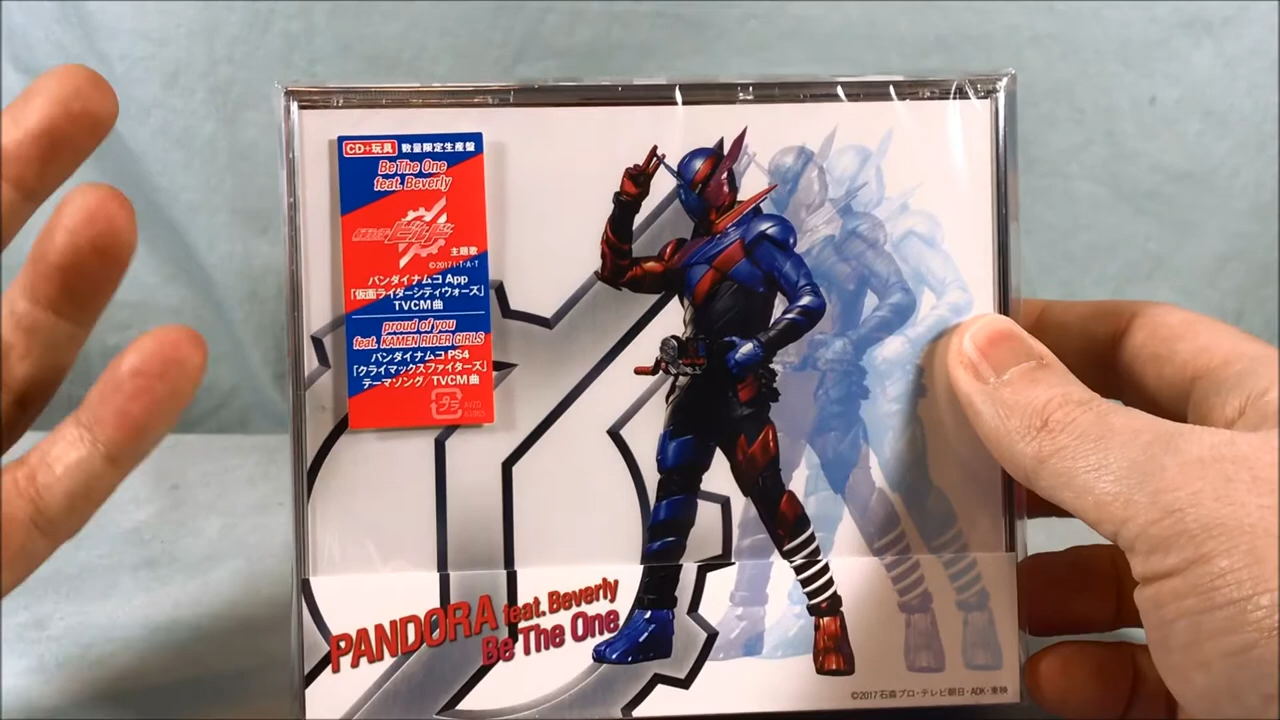 CD+玩具 数量限定生産盤
Be The One
feat. Beverly
仮面ライダー
ビルド
主題歌
©2017 I・T・A・T
バンダイナムコ App
「仮面ライダーシティウォーズ」
TVCM曲
proud of you
feat. KAMEN RIDER GIRLS
バンダイナムコ PS4
「クライマックスファイターズ」
テーマソング/TVCM曲
プラ
AVZD
PANDORA feat. Beverly
Be The One
©2017 石森プロ・テレビ朝日・ADK・東映